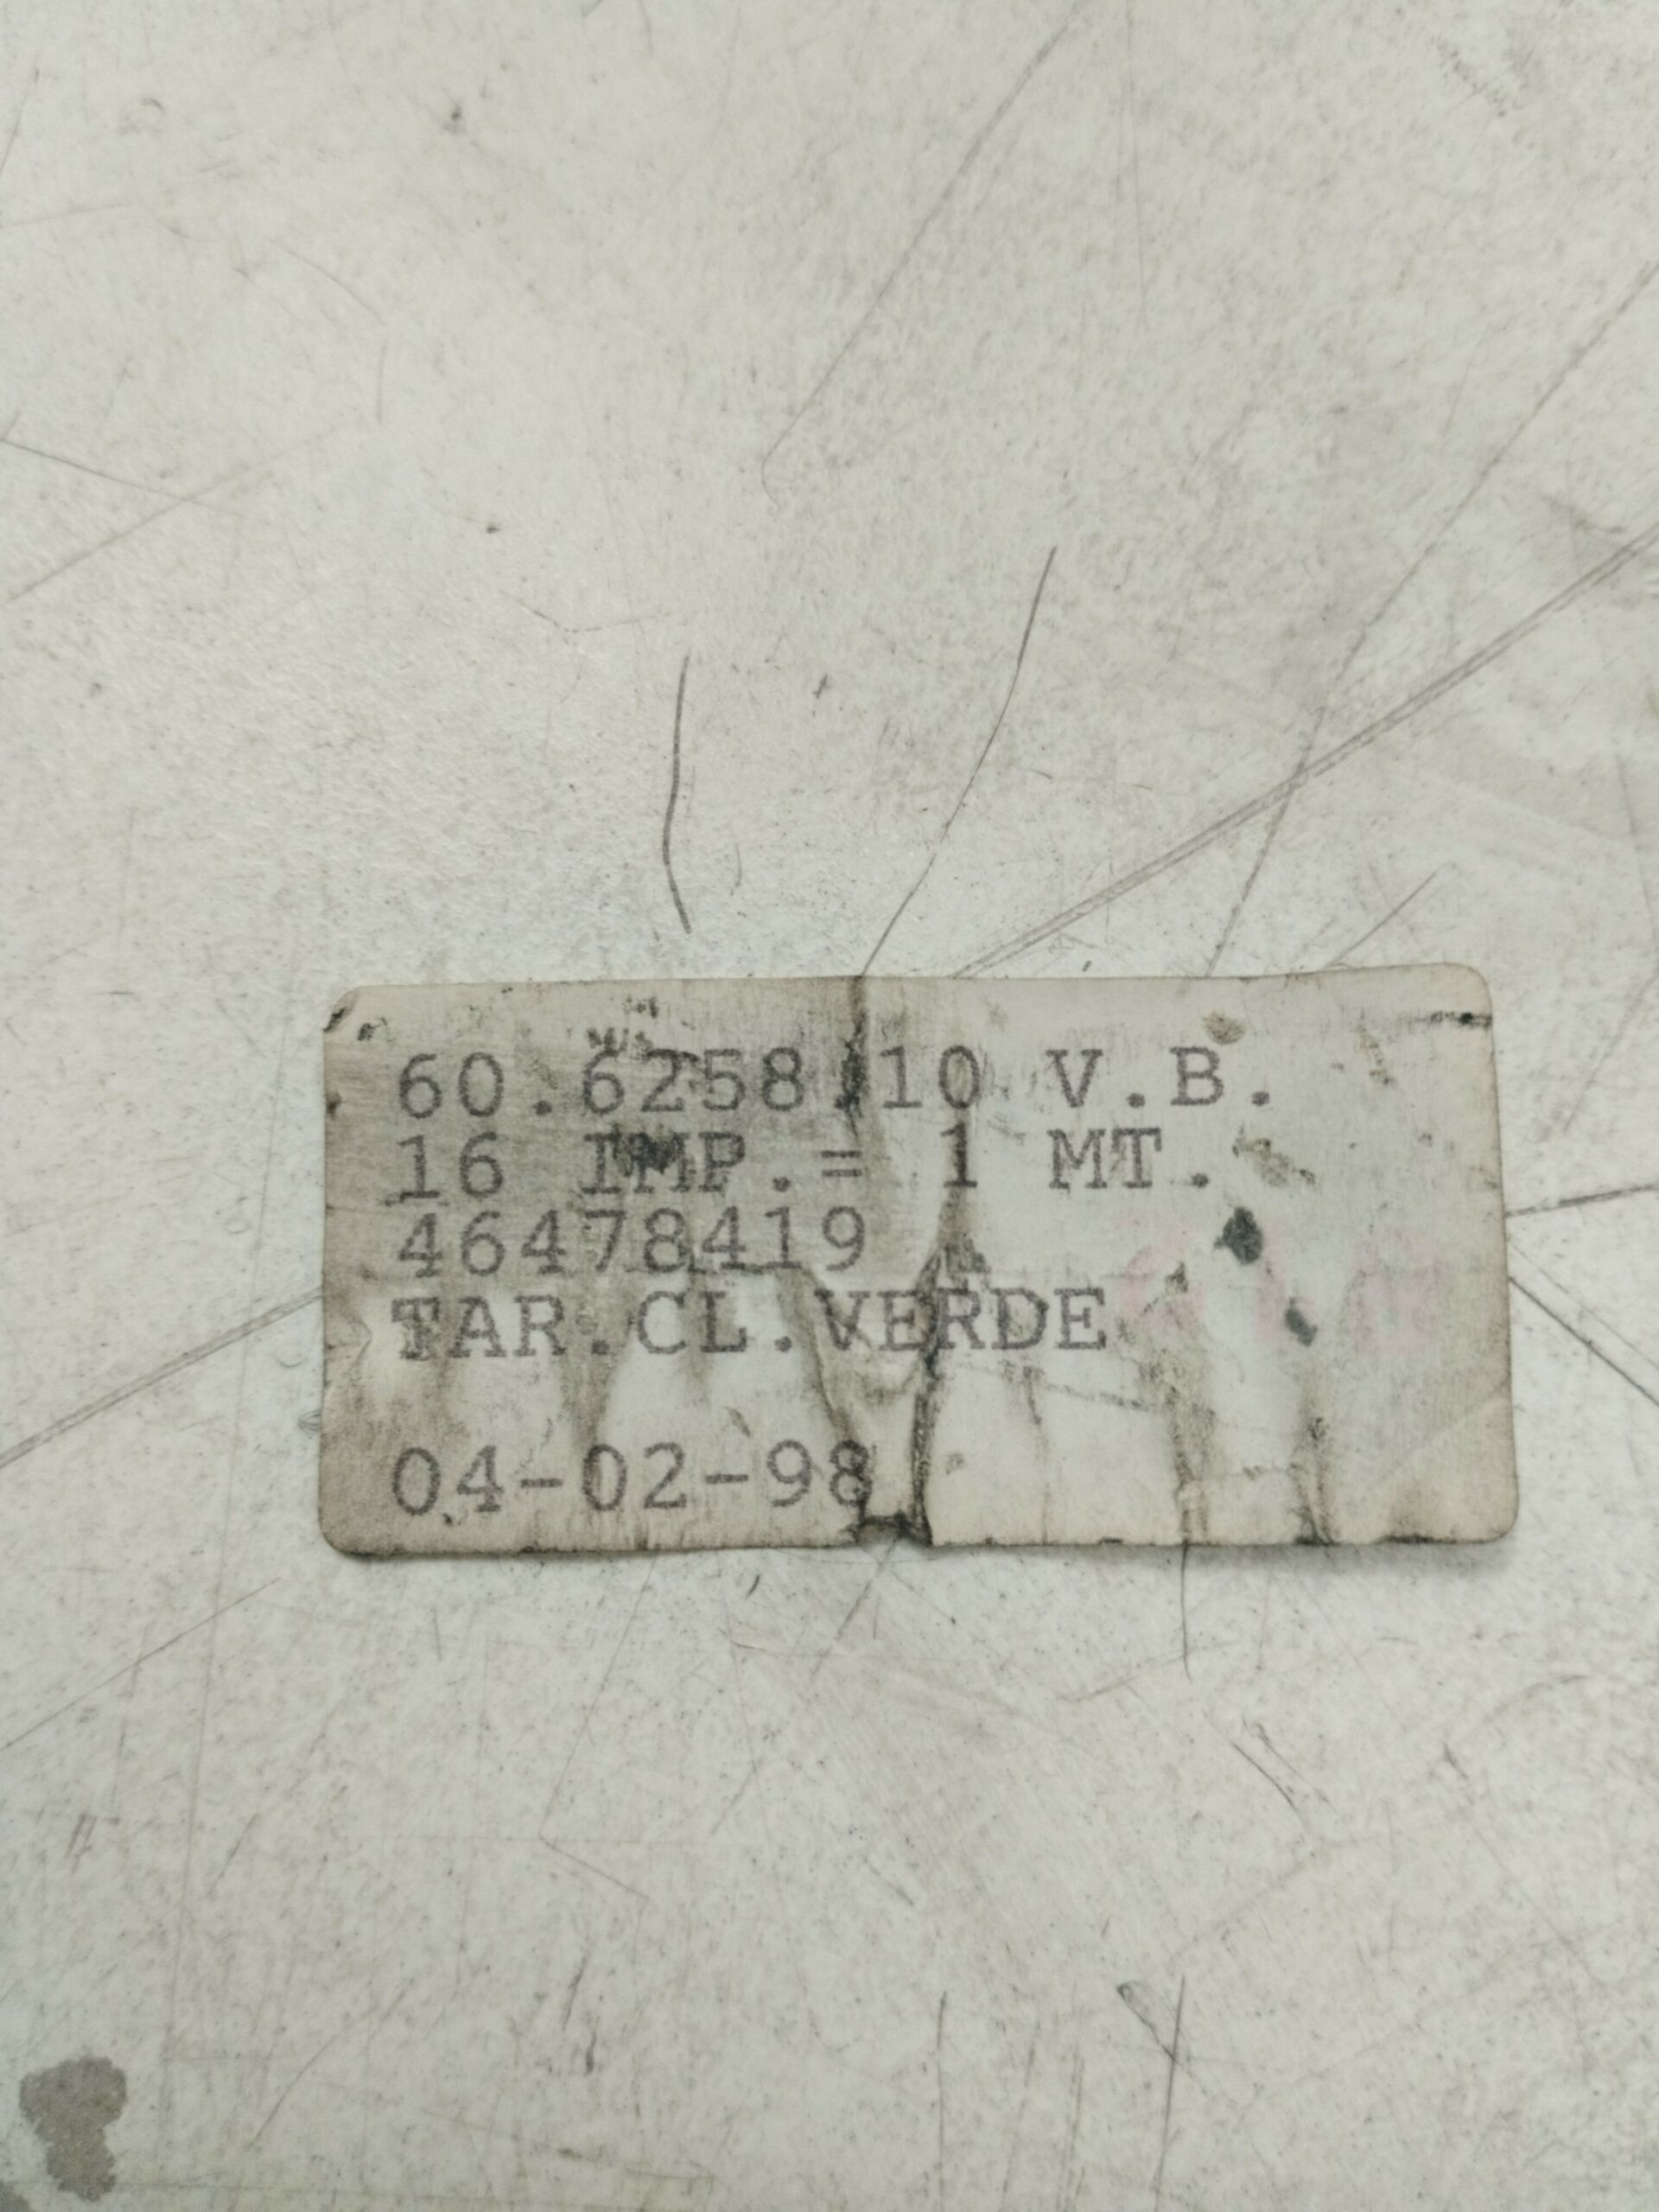 60.6258.10 V.B.
16 IMP.= 1 MT.
46478419
TAR.CL.VERDE
04-02-98